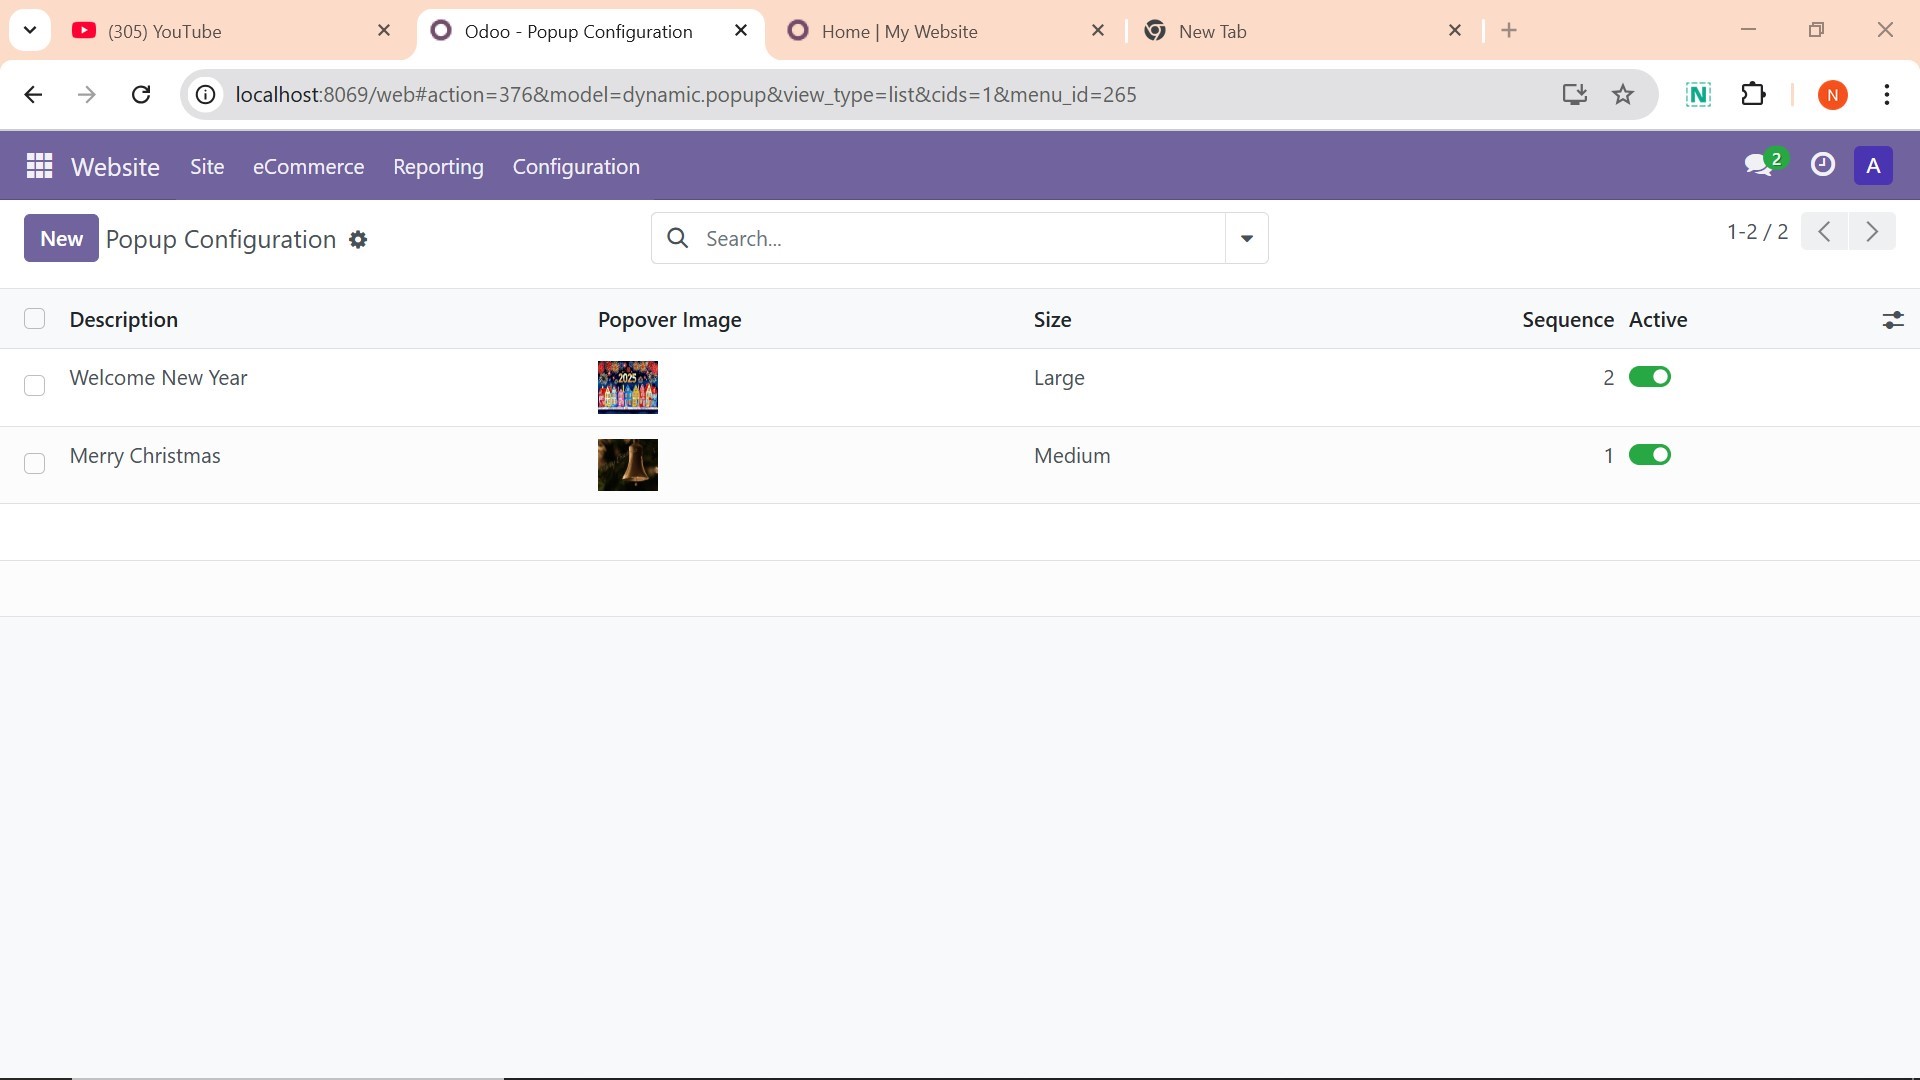 (305) YouTube
Odoo - Popup Configuration
Home | My Website
New Tab
localhost:8069/web#action=376&model=dynamic.popup&view_type=list&cids=1&menu_id=265
N
N
Website
Site
eCommerce
Reporting
Configuration
2
A
New
Popup Configuration
Search...
1-2 / 2
Description
Popover Image
Size
Sequence
Active
Welcome New Year
2025
Large
2
Merry Christmas
Medium
1